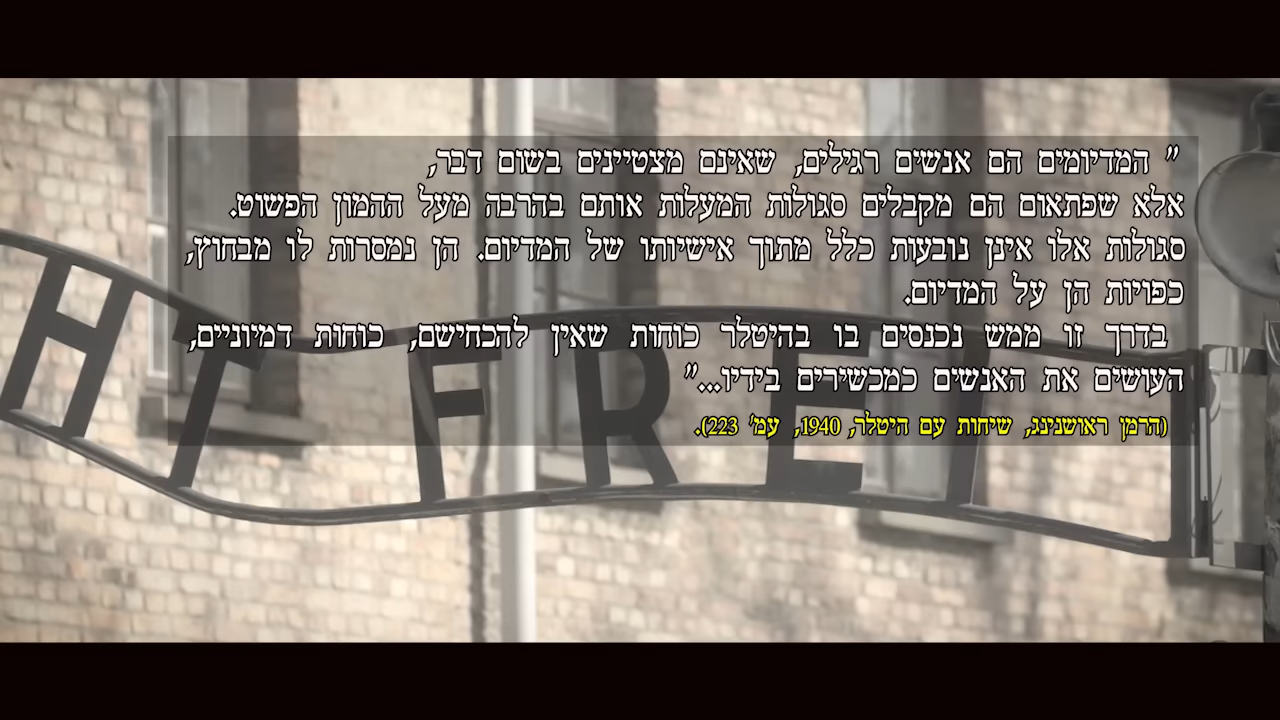 " המדיומים הם אנשים רגילים, שאינם מצטיינים בשום דבר,
אלא שפתאום הם מקבלים סגולות המעלות אותם בהרבה מעל ההמון הפשוט.
סגולות אלו אינן נובעות כלל מתוך אישיותו של המדיום. הן נמסרות לו מבחוץ,
כפויות הן על המדיום.
בדרך זו ממש נכנסים בו בהיטלר כוחות שאין להכחישם, כוחות דמיוניים,
העושים את האנשים כמכשירים בידיו..."
(הרמן ראושנינג, שיחות עם היטלר, 1940, עמ' 223).
HT FREI